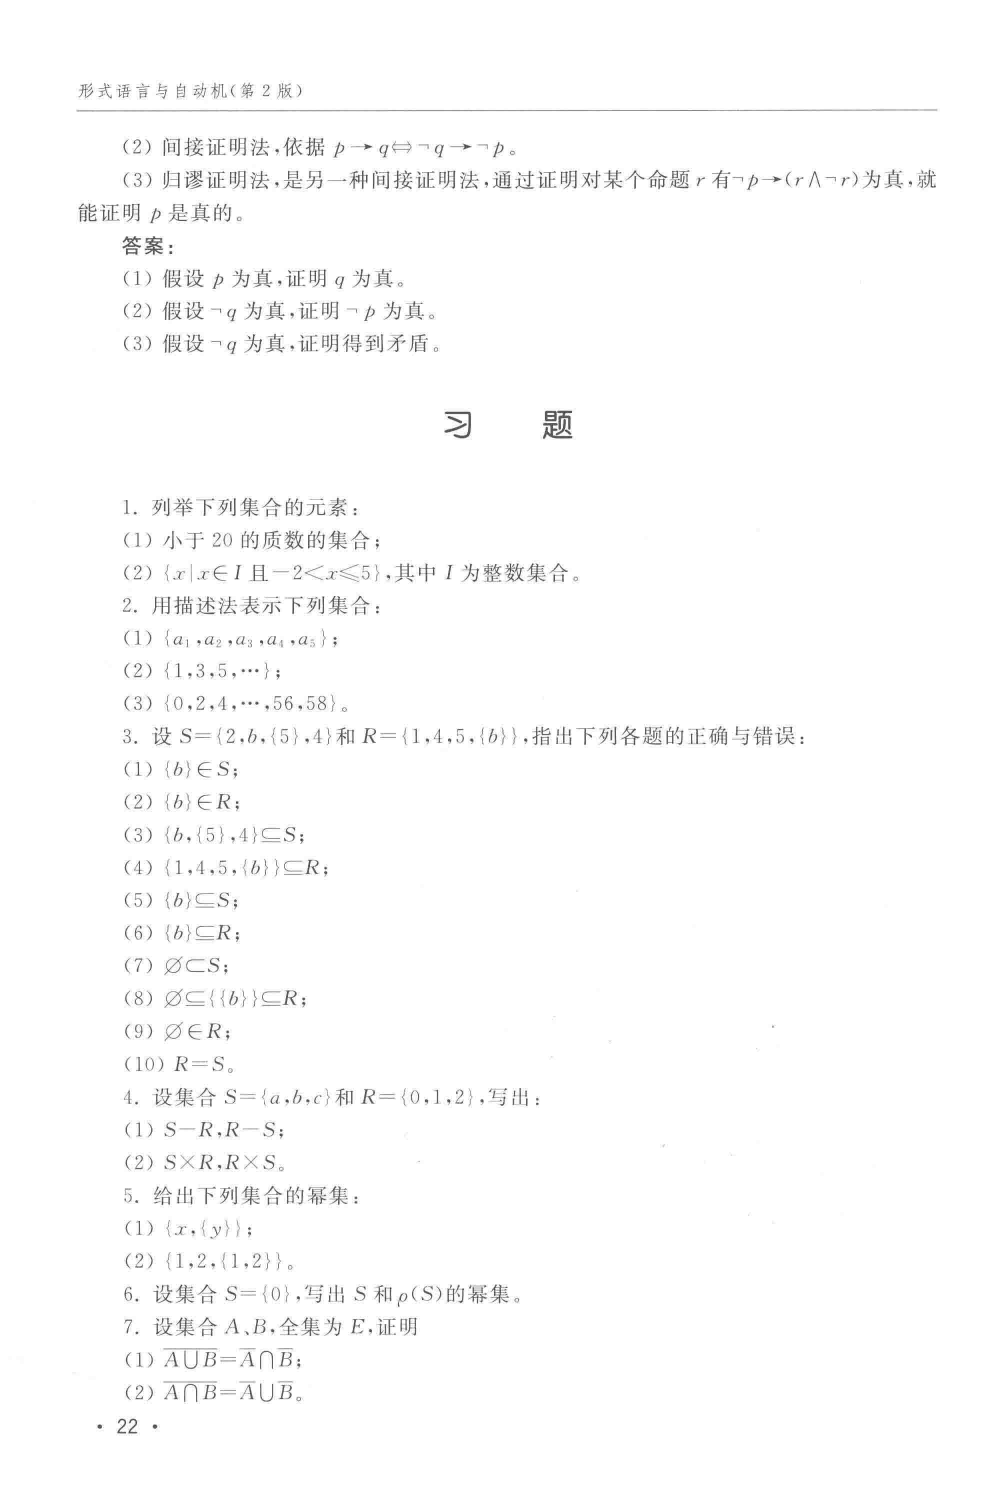 形式语言与自动机(第2版)
(2) 间接证明法,依据 p→q⇔¬q→¬p。
(3) 归谬证明法,是另一种间接证明法,通过证明对某个命题 r 有¬p→(r∧¬r)为真,就
能证明 p 是真的。
答案:
(1) 假设 p 为真,证明 q 为真。
(2) 假设¬q 为真,证明¬p 为真。
(3) 假设¬q 为真,证明得到矛盾。
习 题
1. 列举下列集合的元素:
(1) 小于 20 的质数的集合;
(2) {x|x∈I 且-2<x≤5},其中 I 为整数集合。
2. 用描述法表示下列集合:
(1) {a₁,a₂,a₃,a₄,a₅};
(2) {1,3,5,…};
(3) {0,2,4,…,56,58}。
3. 设 S={2,b,{5},4}和 R={1,4,5,{b}},指出下列各题的正确与错误:
(1) {b}∈S;
(2) {b}∈R;
(3) {b,{5},4}⊆S;
(4) {1,4,5,{b}}⊆R;
(5) {b}⊆S;
(6) {b}⊆R;
(7) ∅⊂S;
(8) ∅⊆{{b}}⊆R;
(9) ∅∈R;
(10) R=S。
4. 设集合 S={a,b,c}和 R={0,1,2},写出:
(1) S-R,R-S;
(2) S×R,R×S。
5. 给出下列集合的幂集:
(1) {x,{y}};
(2) {1,2,{1,2}}。
6. 设集合 S={0},写出 S 和ρ(S)的幂集。
7. 设集合 A、B,全集为 E,证明
(1) A̅∪̅B̅=A̅∩B̅;
(2) A̅∩̅B̅=A̅∪B̅。
· 22 ·